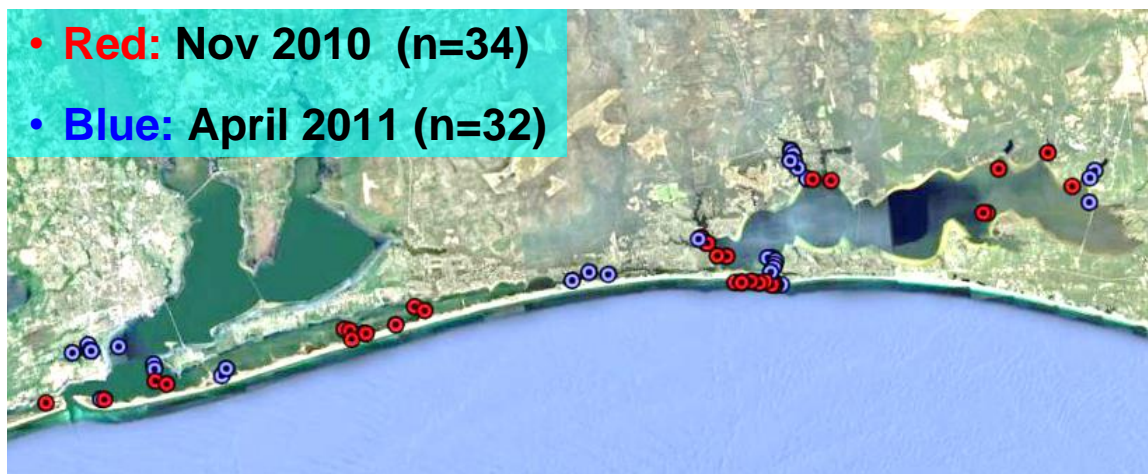 • Red: Nov 2010 (n=34)
• Blue: April 2011 (n=32)